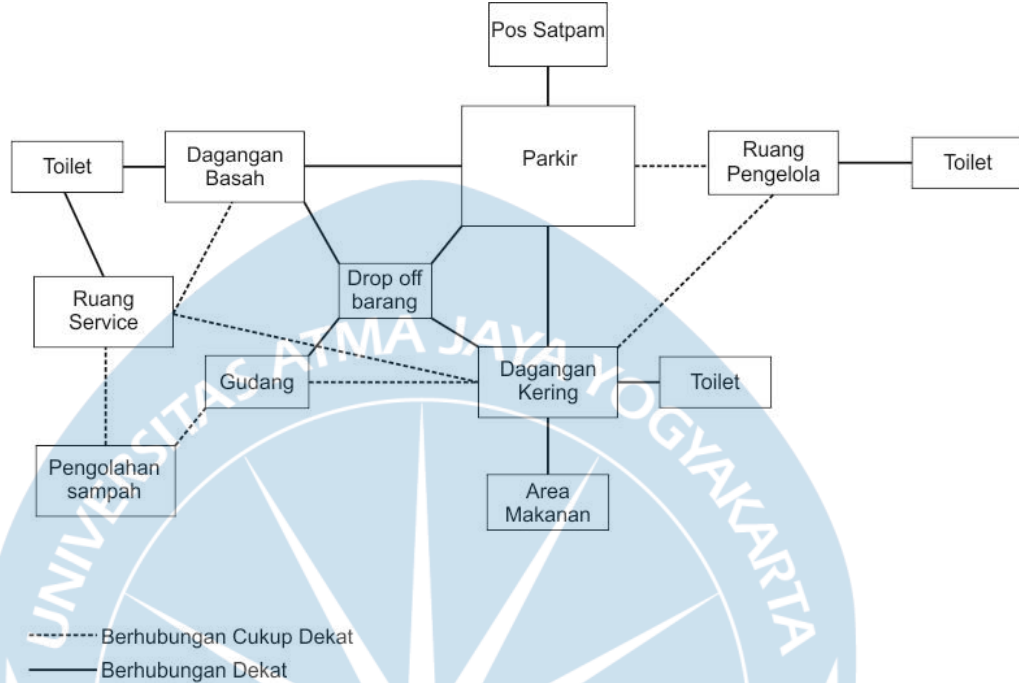 Pos Satpam
Parkir
Dagangan
Basah
Toilet
Ruang
Pengelola
Toilet
Drop off
barang
Ruang
Service
Gudang
Dagangan
Kering
Toilet
Pengolahan
sampah
Area
Makanan
UNIVERSITAS ATMA JAYA YOGYAKARTA
Berhubungan Cukup Dekat
Berhubungan Dekat